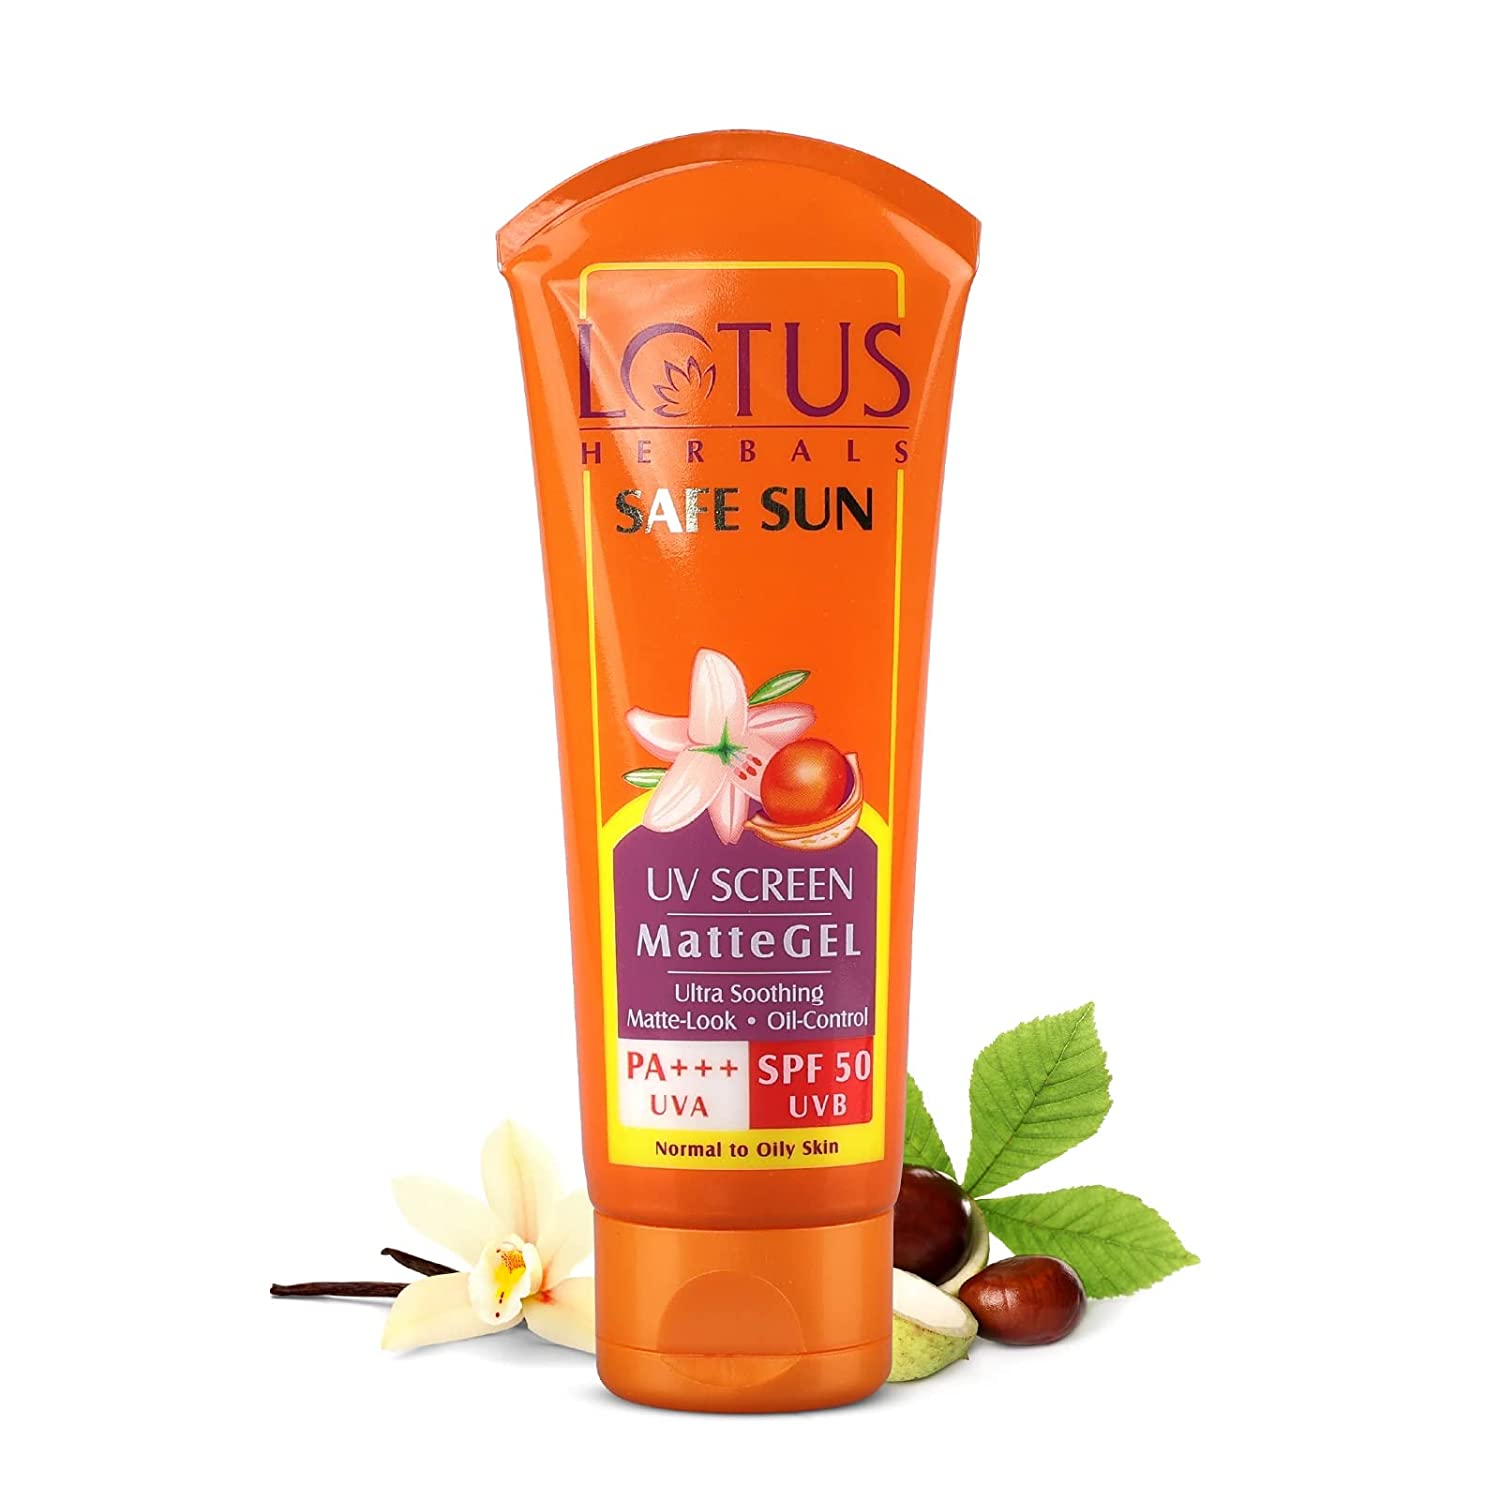 LOTUS
HERBALS
SAFE SUN
UV SCREEN
MatteGEL
Ultra Soothing
Matte-Look • Oil-Control
PA+++ SPF 50
UVA UVB
Normal to Oily Skin